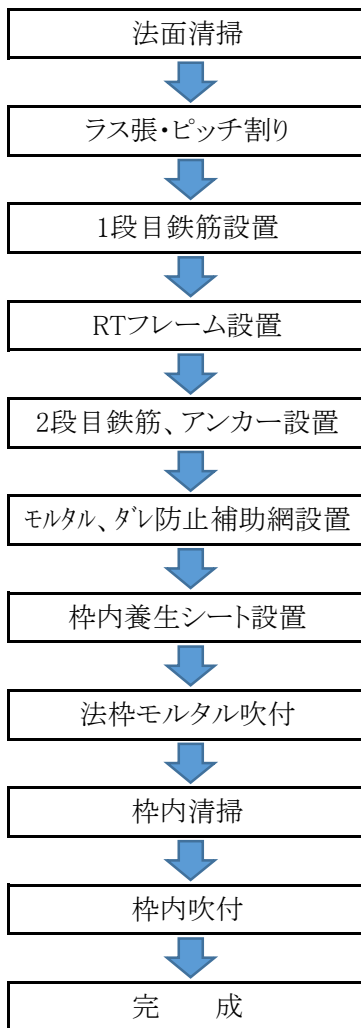 法面清掃
ラス張・ピッチ割り
1段目鉄筋設置
RTフレーム設置
2段目鉄筋、アンカー設置
ﾓﾙﾀﾙ、ﾀﾞﾚ防止補助網設置
枠内養生シート設置
法枠モルタル吹付
枠内清掃
枠内吹付
完　　成